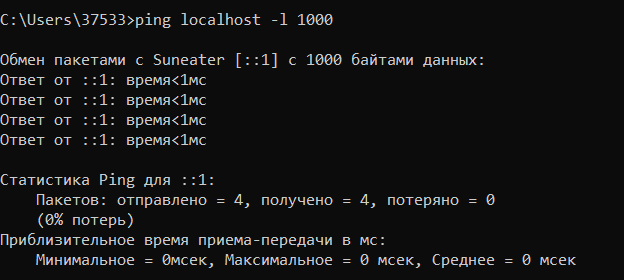 C:\Users\37533>ping localhost -l 1000
Обмен пакетами с Suneater [::1] с 1000 байтами данных:
Ответ от ::1: время<1мс
Ответ от ::1: время<1мс
Ответ от ::1: время<1мс
Ответ от ::1: время<1мс
Статистика Ping для ::1:
Пакетов: отправлено = 4, получено = 4, потеряно = 0
(0% потерь)
Приблизительное время приема-передачи в мс:
Минимальное = 0мсек, Максимальное = 0 мсек, Среднее = 0 мсек